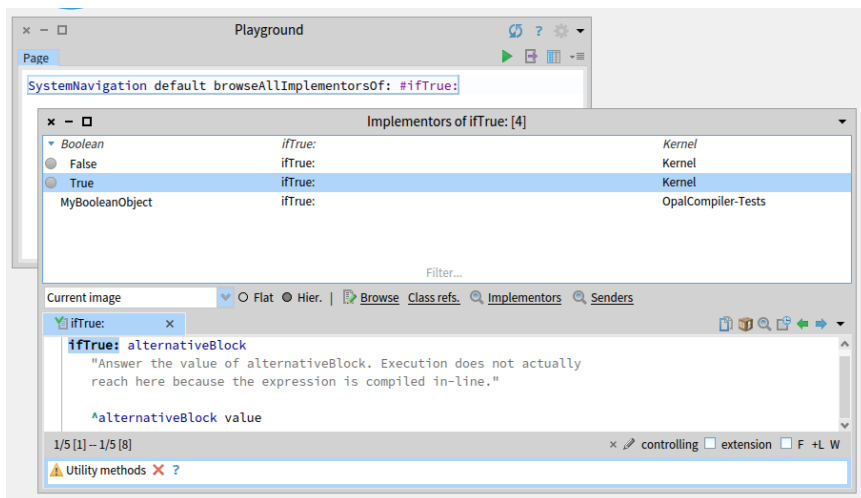 Playground
?
Page
SystemNavigation default browseAllImplementorsOf: #ifTrue:
Implementors of ifTrue: [4]
Boolean ifTrue: Kernel
False ifTrue: Kernel
True ifTrue: Kernel
MyBooleanObject ifTrue: OpalCompiler-Tests
Filter...
Current image Flat Hier. | Browse Class refs. Implementors Senders
ifTrue:
ifTrue: alternativeBlock
"Answer the value of alternativeBlock. Execution does not actually
reach here because the expression is compiled in-line."
^alternativeBlock value
1/5 [1] -- 1/5 [8] controlling extension F +L W
Utility methods ?